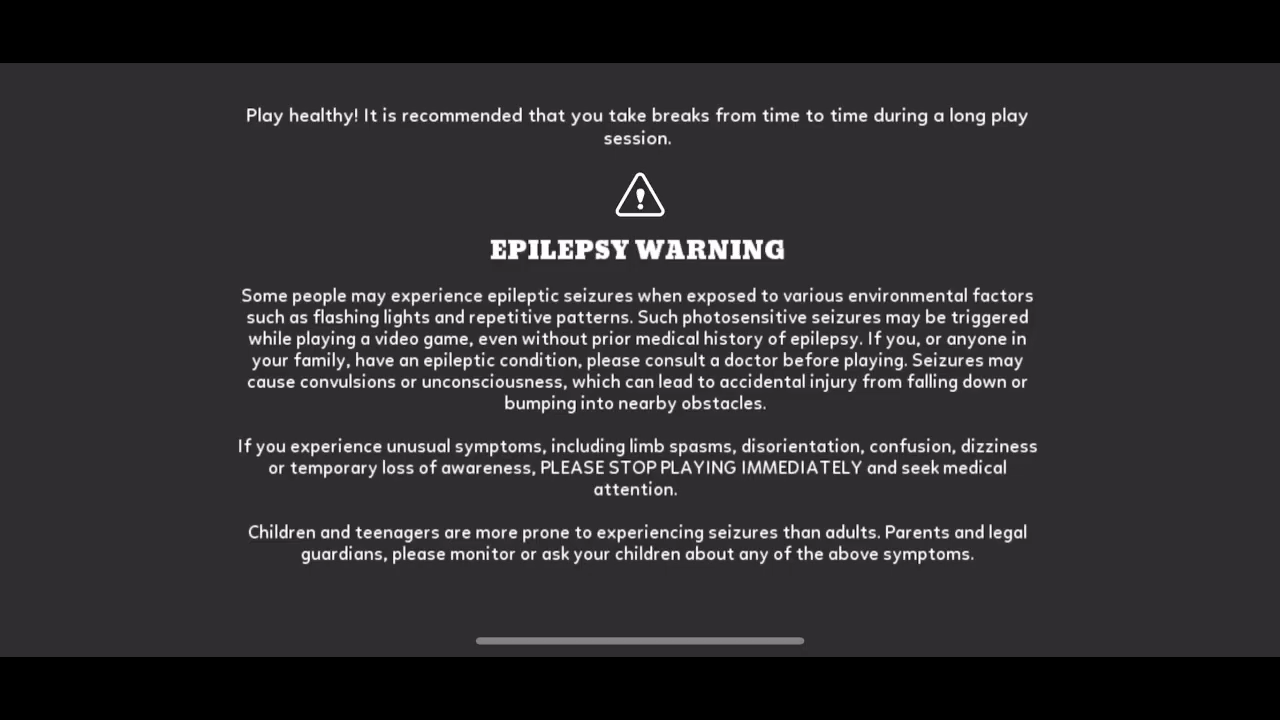 Play healthy! It is recommended that you take breaks from time to time during a long play
session.
EPILEPSY WARNING
Some people may experience epileptic seizures when exposed to various environmental factors
such as flashing lights and repetitive patterns. Such photosensitive seizures may be triggered
while playing a video game, even without prior medical history of epilepsy. If you, or anyone in
your family, have an epileptic condition, please consult a doctor before playing. Seizures may
cause convulsions or unconsciousness, which can lead to accidental injury from falling down or
bumping into nearby obstacles.
If you experience unusual symptoms, including limb spasms, disorientation, confusion, dizziness
or temporary loss of awareness, PLEASE STOP PLAYING IMMEDIATELY and seek medical
attention.
Children and teenagers are more prone to experiencing seizures than adults. Parents and legal
guardians, please monitor or ask your children about any of the above symptoms.